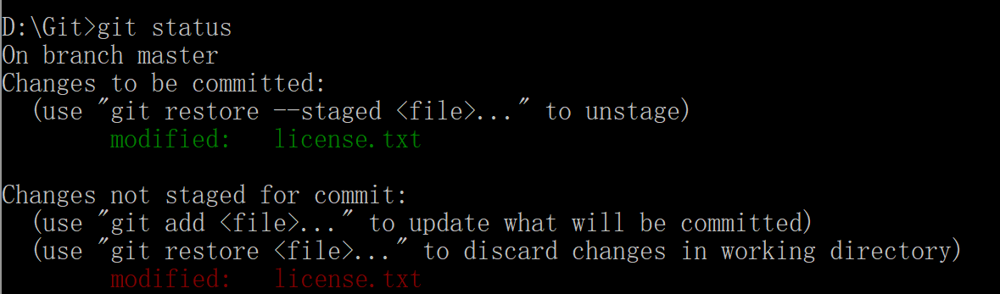 D:\Git>git status
On branch master
Changes to be committed:
  (use "git restore --staged <file>..." to unstage)
        modified:   license.txt

Changes not staged for commit:
  (use "git add <file>..." to update what will be committed)
  (use "git restore <file>..." to discard changes in working directory)
        modified:   license.txt